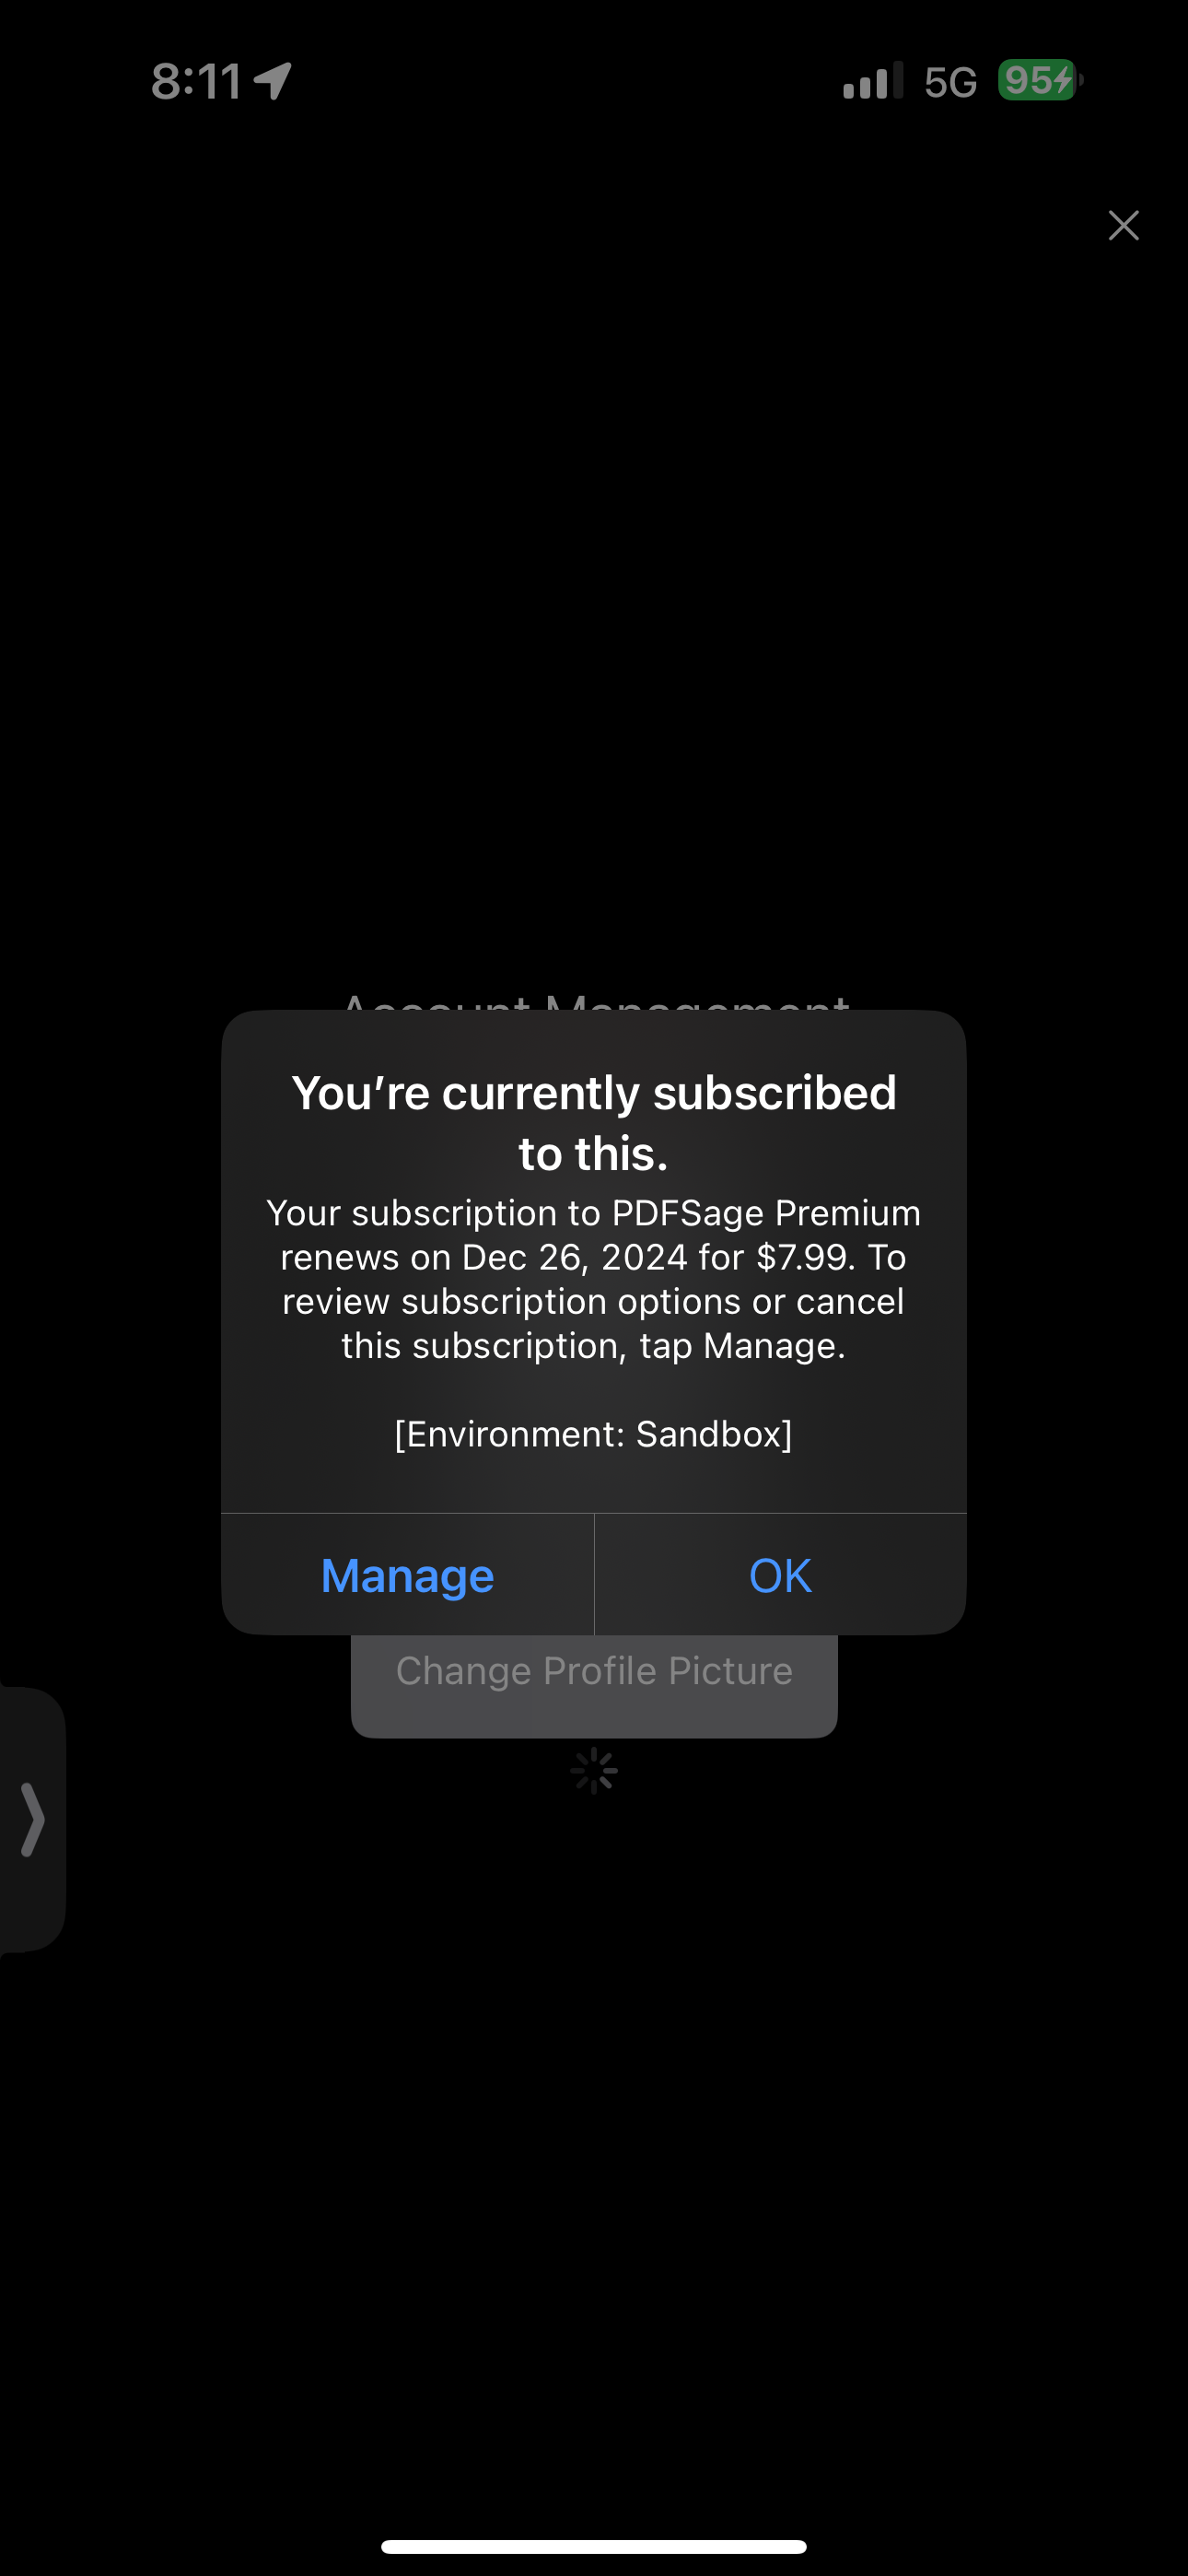 8:11
5G
95
Account Management
You’re currently subscribed
to this.
Your subscription to PDFSage Premium
renews on Dec 26, 2024 for $7.99. To
review subscription options or cancel
this subscription, tap Manage.
[Environment: Sandbox]
Manage
OK
Change Profile Picture